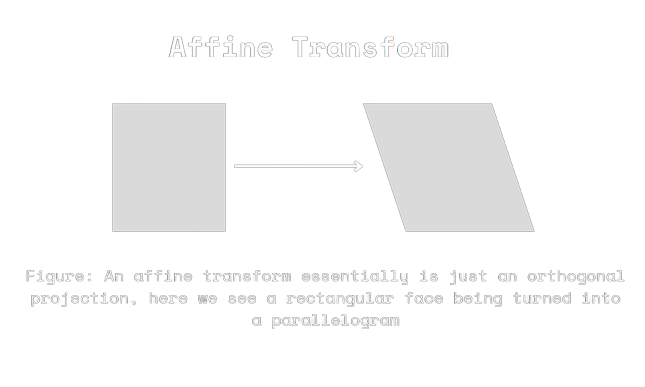 Affine Transform
Figure: An affine transform essentially is just an orthogonal
projection, here we see a rectangular face being turned into
a parallelogram